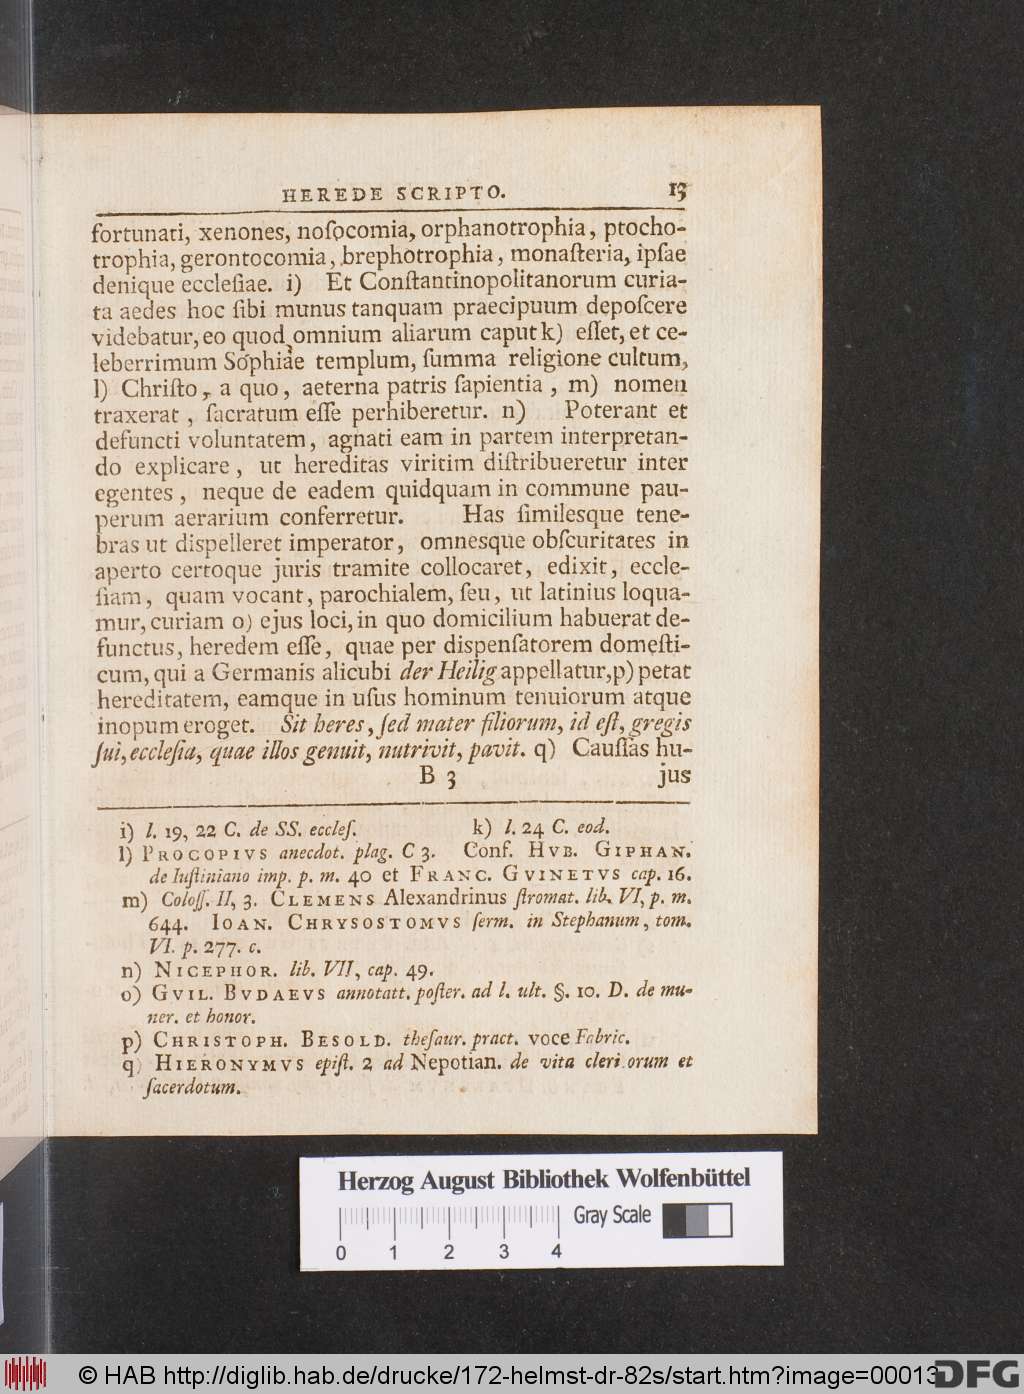 HEREDE SCRIPTO. 13
fortunati, xenones, noſocomia, orphanotrophia, ptocho-
trophia, gerontocomia, brephotrophia, monaſteria, ipſae
denique eccleſiae. i) Et Conſtantinopolitanorum curia-
ta aedes hoc ſibi munus tanquam praecipuum depoſcere
videbatur, eo quod omnium aliarum caput k) eſſet, et ce-
leberrimum Sophiae templum, ſumma religione cultum,
l) Chriſto, a quo, aeterna patris ſapientia, m) nomen
traxerat, ſacratum eſſe perhiberetur. n) Poterant et
defuncti voluntatem, agnati eam in partem interpretan-
do explicare, ut hereditas viritim diſtribueretur inter
egentes, neque de eadem quidquam in commune pau-
perum aerarium conferretur. Has ſimilesque tene-
bras ut dispelleret imperator, omnesque obſcuritates in
aperto certoque juris tramite collocaret, edixit, eccle-
ſiam, quam vocant, parochialem, ſeu, ut latinius loqua-
mur, curiam o) ejus loci, in quo domicilium habuerat de-
functus, heredem eſſe, quae per dispenſatorem domeſti-
cum, qui a Germanis alicubi der Heilig appellatur, p) petat
hereditatem, eamque in uſus hominum tenuiorum atque
inopum eroget. Sit heres, ſed mater filiorum, id eſt, gregis
ſui, eccleſia, quae illos genuit, nutrivit, pavit. q) Cauſſas hu-
B 3 jus
i) l. 19, 22 C. de SS. eccleſ. k) l. 24 C. eod.
l) PROCOPIVS anecdot. plag. C 3. Conf. HVB. GIPHAN.
de Iuſtiniano imp. p. m. 40 et FRANC. GVINETVS cap. 16.
m) Coloſſ. II, 3. CLEMENS Alexandrinus ſtromat. lib. VI, p. m.
644. IOAN. CHRYSOSTOMVS ſerm. in Stephanum, tom.
VI. p. 277. c.
n) NICEPHOR. lib. VII, cap. 49.
o) GVIL. BVDAEVS annotatt. poſter. ad l. ult. §. 10. D. de mu-
ner. et honor.
p) CHRISTOPH. BESOLD. theſaur. pract. voce Fabric.
q) HIERONYMVS epiſt. 2 ad Nepotian. de vita clericorum et
ſacerdotum.
Herzog August Bibliothek Wolfenbüttel
Gray Scale
0 1 2 3 4
© HAB http://diglib.hab.de/drucke/172-helmst-dr-82s/start.htm?image=00013
DFG